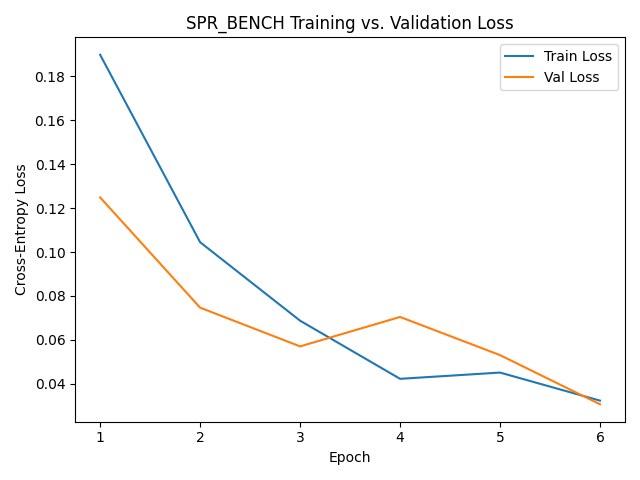 SPR_BENCH Training vs. Validation Loss
Train Loss
Val Loss
Cross-Entropy Loss
0.18
0.16
0.14
0.12
0.10
0.08
0.06
0.04
1 2 3 4 5 6
Epoch